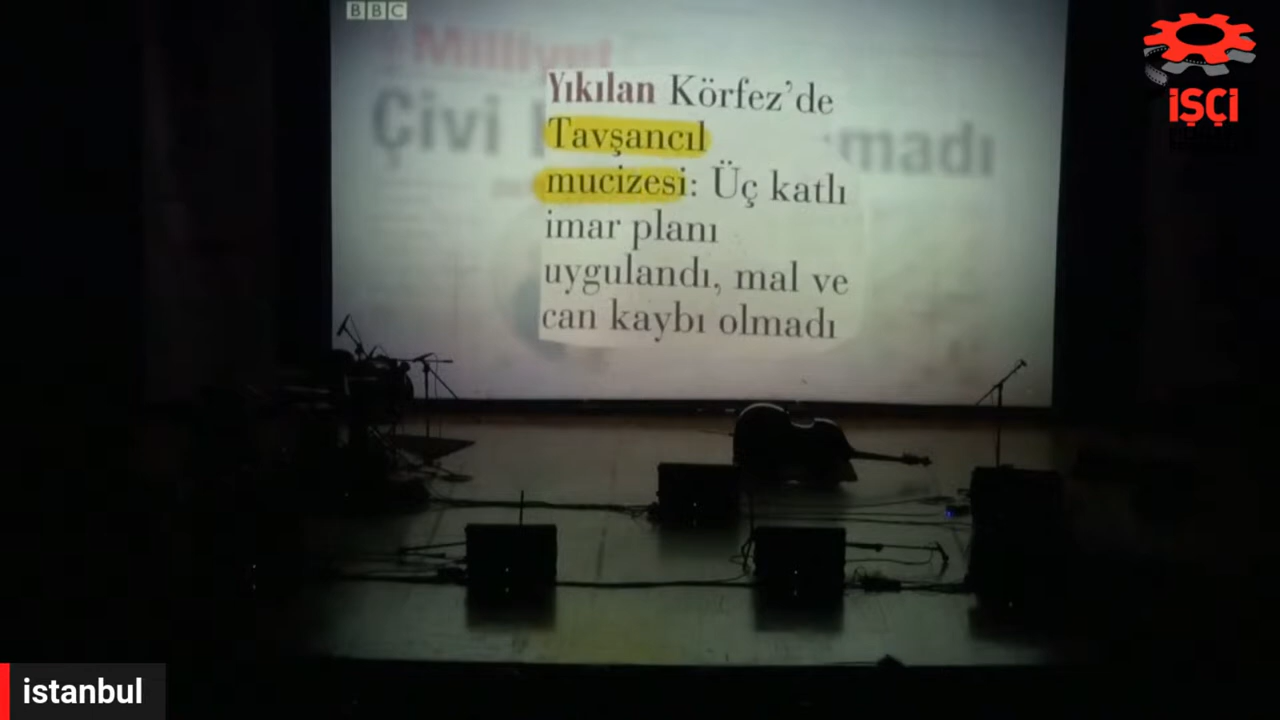 BBC
Milliyet
Çivi
madı
Yıkılan Körfez'de
Tavşancıl
mucizesi: Üç katlı
imar planı
uygulandı, mal ve
can kaybı olmadı
İŞÇİ
istanbul